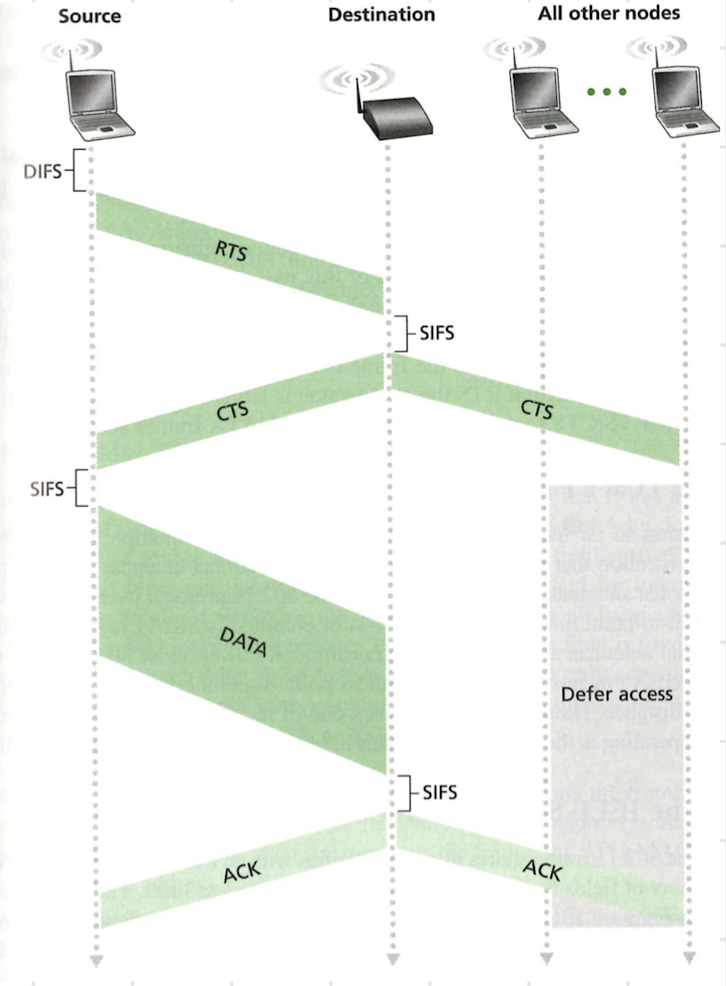 Source
Destination
All other nodes
DIFS
RTS
SIFS
CTS
CTS
SIFS
DATA
Defer access
SIFS
ACK
ACK